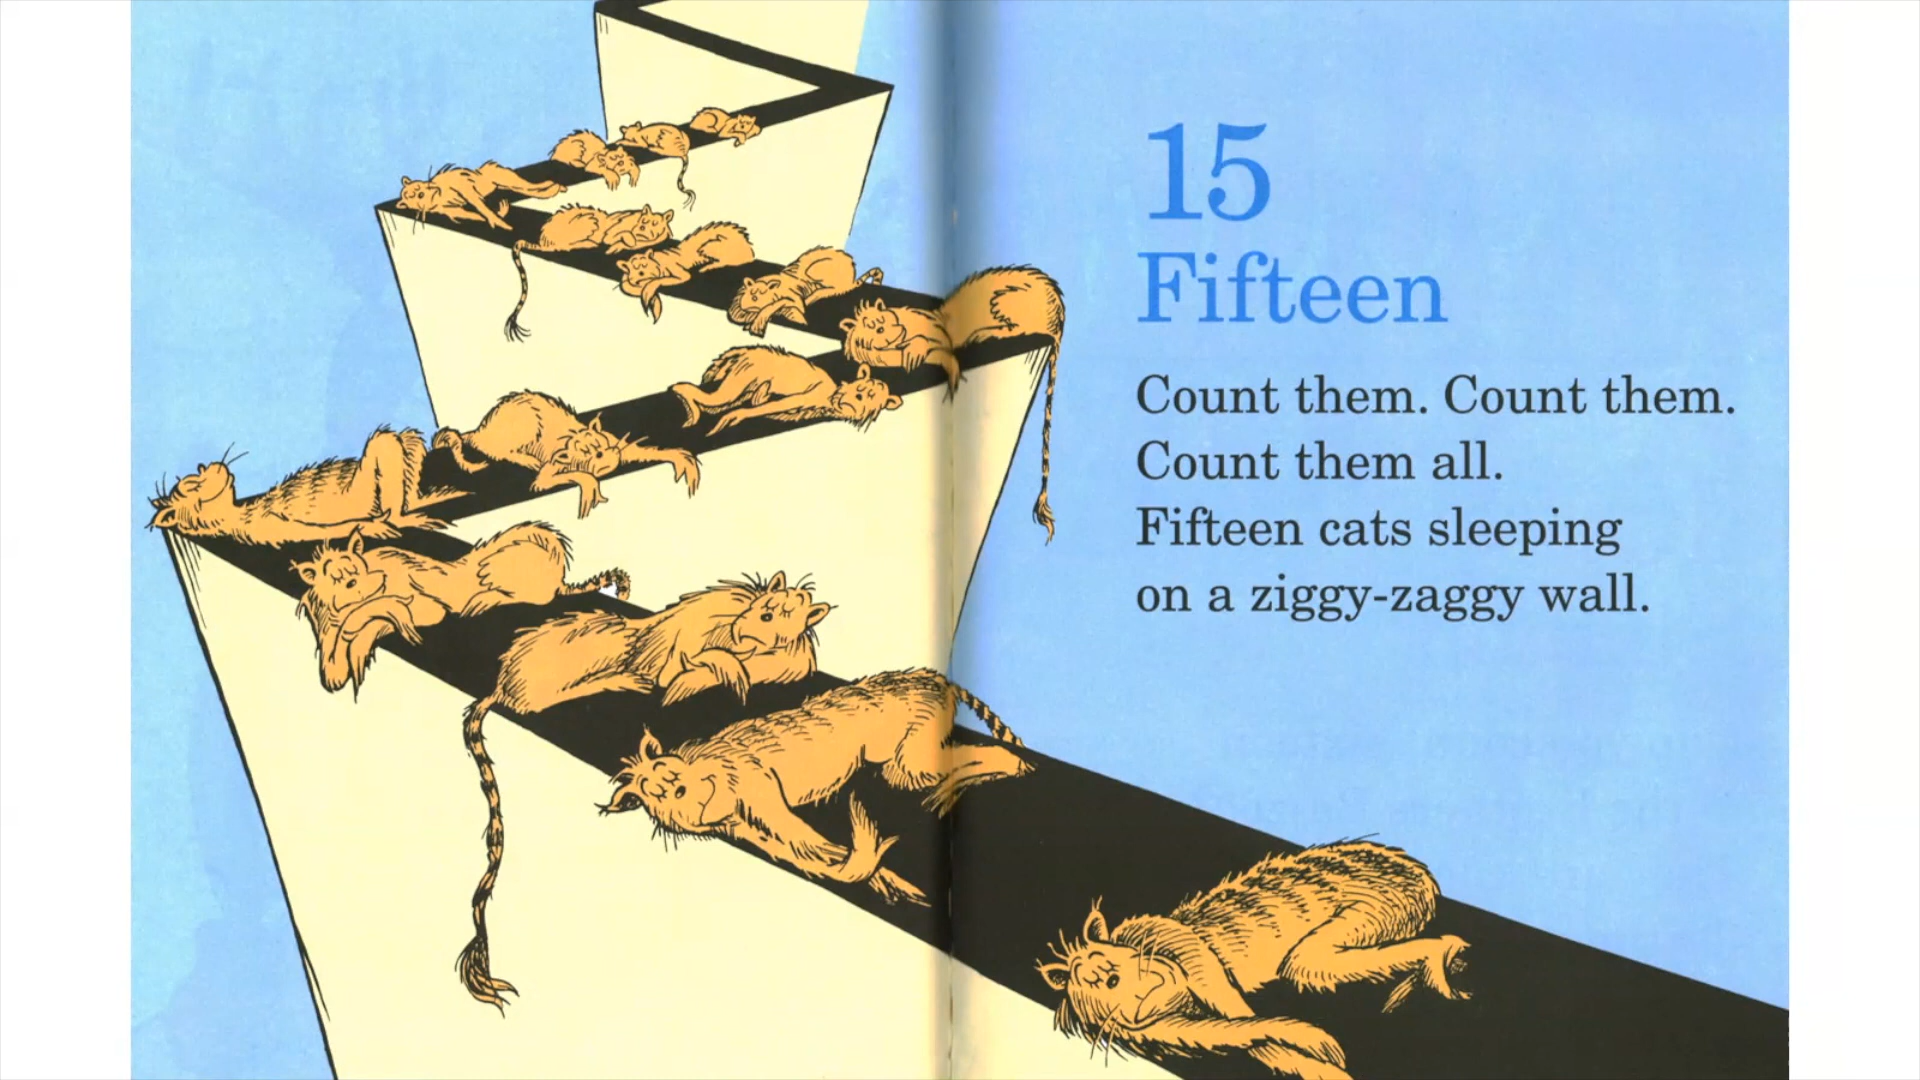 15
Fifteen
Count them. Count them.
Count them all.
Fifteen cats sleeping
on a ziggy-zaggy wall.